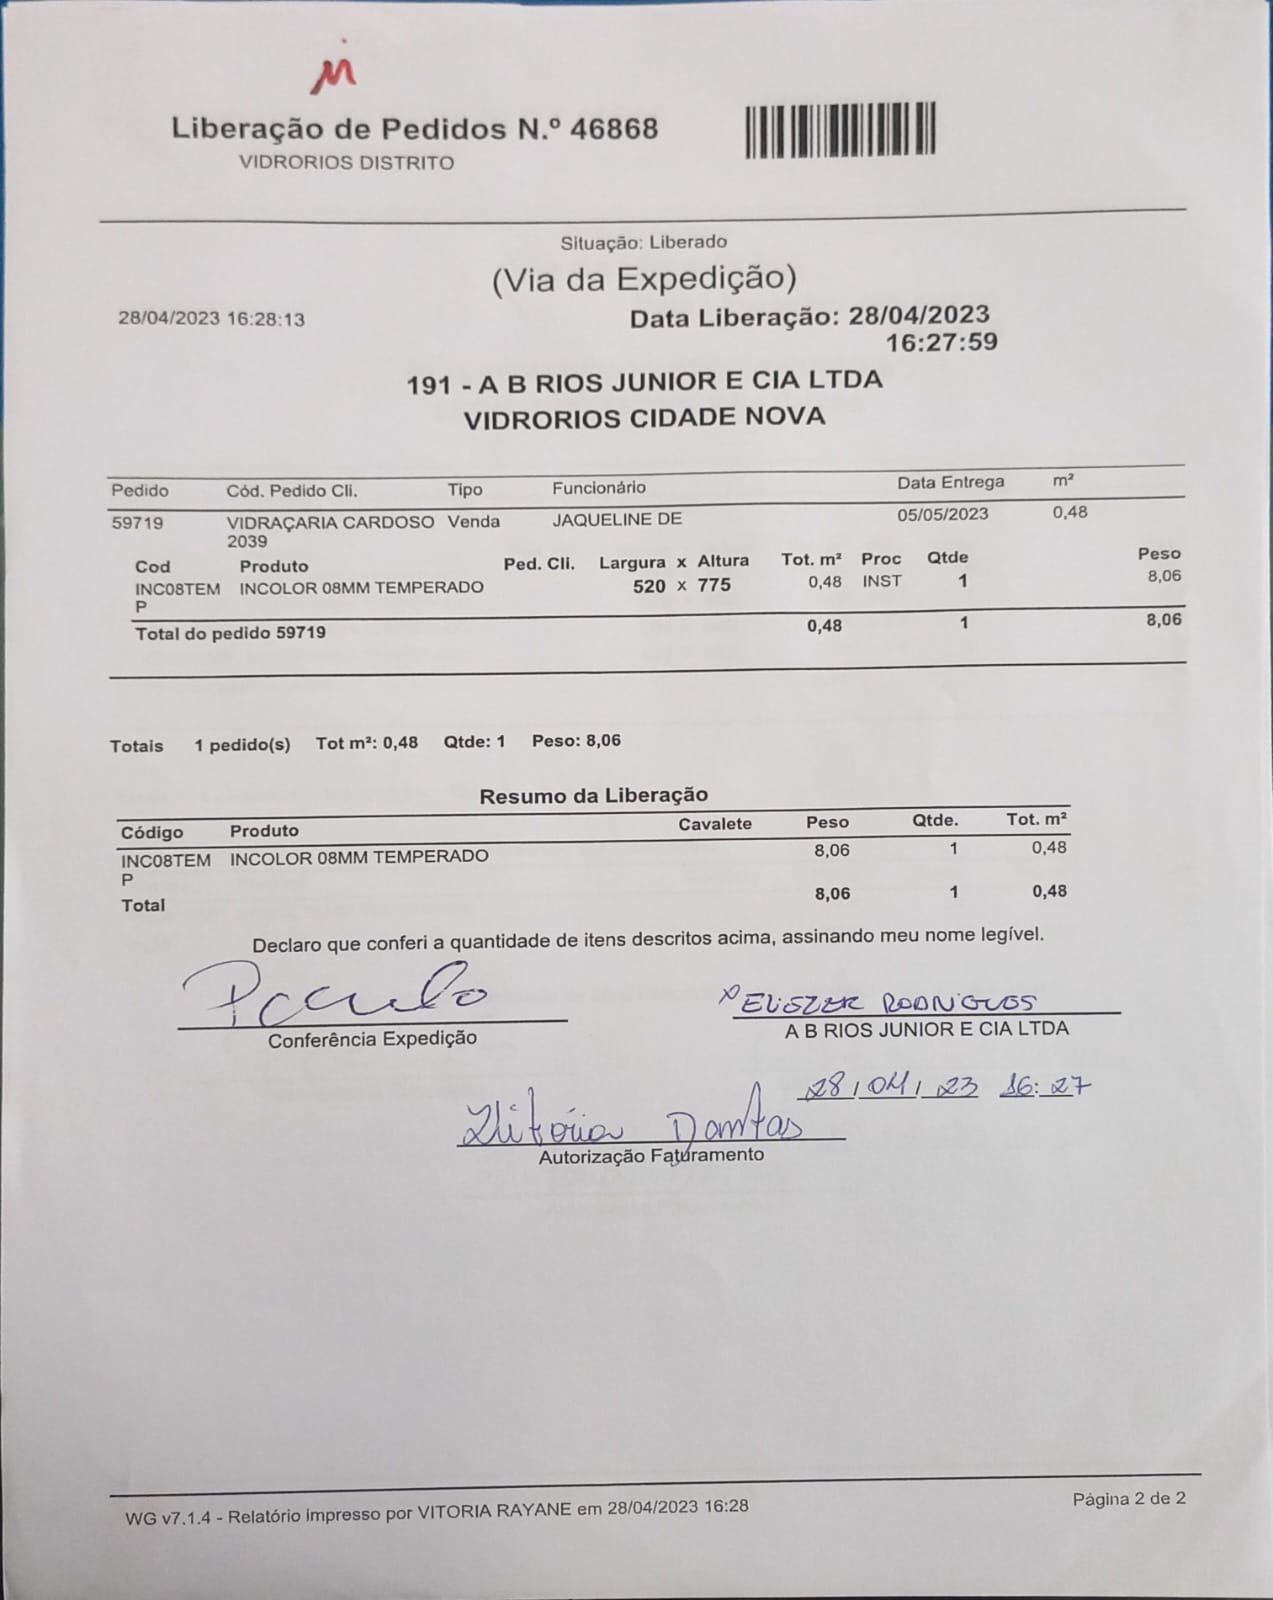 Liberação de Pedidos N.º 46868
VIDRORIOS DISTRITO
Situação: Liberado
(Via da Expedição)
28/04/2023 16:28:13
Data Liberação: 28/04/2023
16:27:59
191 - A B RIOS JUNIOR E CIA LTDA
VIDRORIOS CIDADE NOVA
Pedido Cód. Pedido Cli. Tipo Funcionário Data Entrega m²
59719 VIDRAÇARIA CARDOSO Venda JAQUELINE DE 05/05/2023 0,48
2039
Cod Produto Ped. Cli. Largura x Altura Tot. m² Proc Qtde Peso
INC08TEM INCOLOR 08MM TEMPERADO 520 x 775 0,48 INST 1 8,06
P
Total do pedido 59719 0,48 1 8,06
Totais 1 pedido(s) Tot m²: 0,48 Qtde: 1 Peso: 8,06
Resumo da Liberação
Código Produto Cavalete Peso Qtde. Tot. m²
INC08TEM INCOLOR 08MM TEMPERADO 8,06 1 0,48
P
Total 8,06 1 0,48
Declaro que conferi a quantidade de itens descritos acima, assinando meu nome legível.
Paulo ELIEZER RODRIGUES
Conferência Expedição A B RIOS JUNIOR E CIA LTDA
28/04/23 16:27
Vitória Dantas
Autorização Faturamento
WG v7.1.4 - Relatório impresso por VITORIA RAYANE em 28/04/2023 16:28 Página 2 de 2